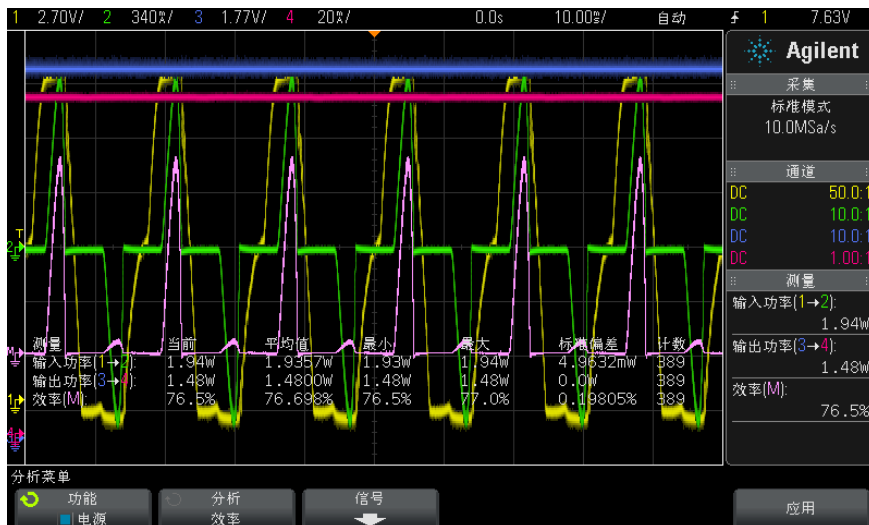 1 2.70V/ 2 340%/ 3 1.77V/ 4 20%/ 0.0s 10.00%/ 自动 1 7.63V
Agilent
采集
标准模式
10.0MSa/s
通道
DC 50.0:1
DC 10.0:1
DC 10.0:1
DC 1.00:1
测量
输入功率(1→2):
1.94W
输出功率(3→4):
1.48W
效率(M):
76.5%
T
2
M
测量 当前 平均值 最小 最大 标准偏差 计数
输入功率(1→2): 1.94W 1.9357W 1.93W 1.94W 4.9632mW 389
输出功率(3→4): 1.48W 1.4800W 1.48W 1.48W 0.0W 389
效率(M): 76.5% 76.698% 76.5% 77.0% 0.19805% 389
1
分析菜单
功能 分析 信号
电源 效率 应用